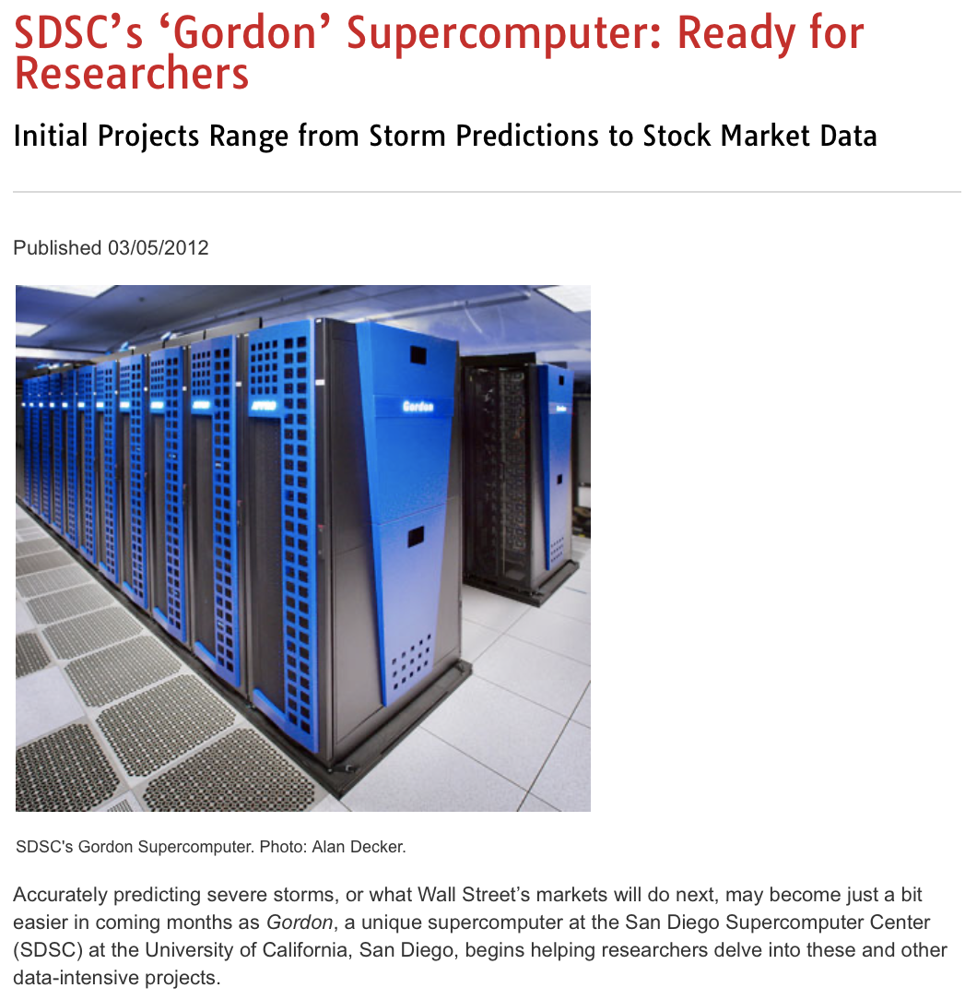 SDSC’s ‘Gordon’ Supercomputer: Ready for
Researchers
Initial Projects Range from Storm Predictions to Stock Market Data
Published 03/05/2012
Gordon
SDSC's Gordon Supercomputer. Photo: Alan Decker.
Accurately predicting severe storms, or what Wall Street’s markets will do next, may become just a bit
easier in coming months as Gordon, a unique supercomputer at the San Diego Supercomputer Center
(SDSC) at the University of California, San Diego, begins helping researchers delve into these and other
data-intensive projects.